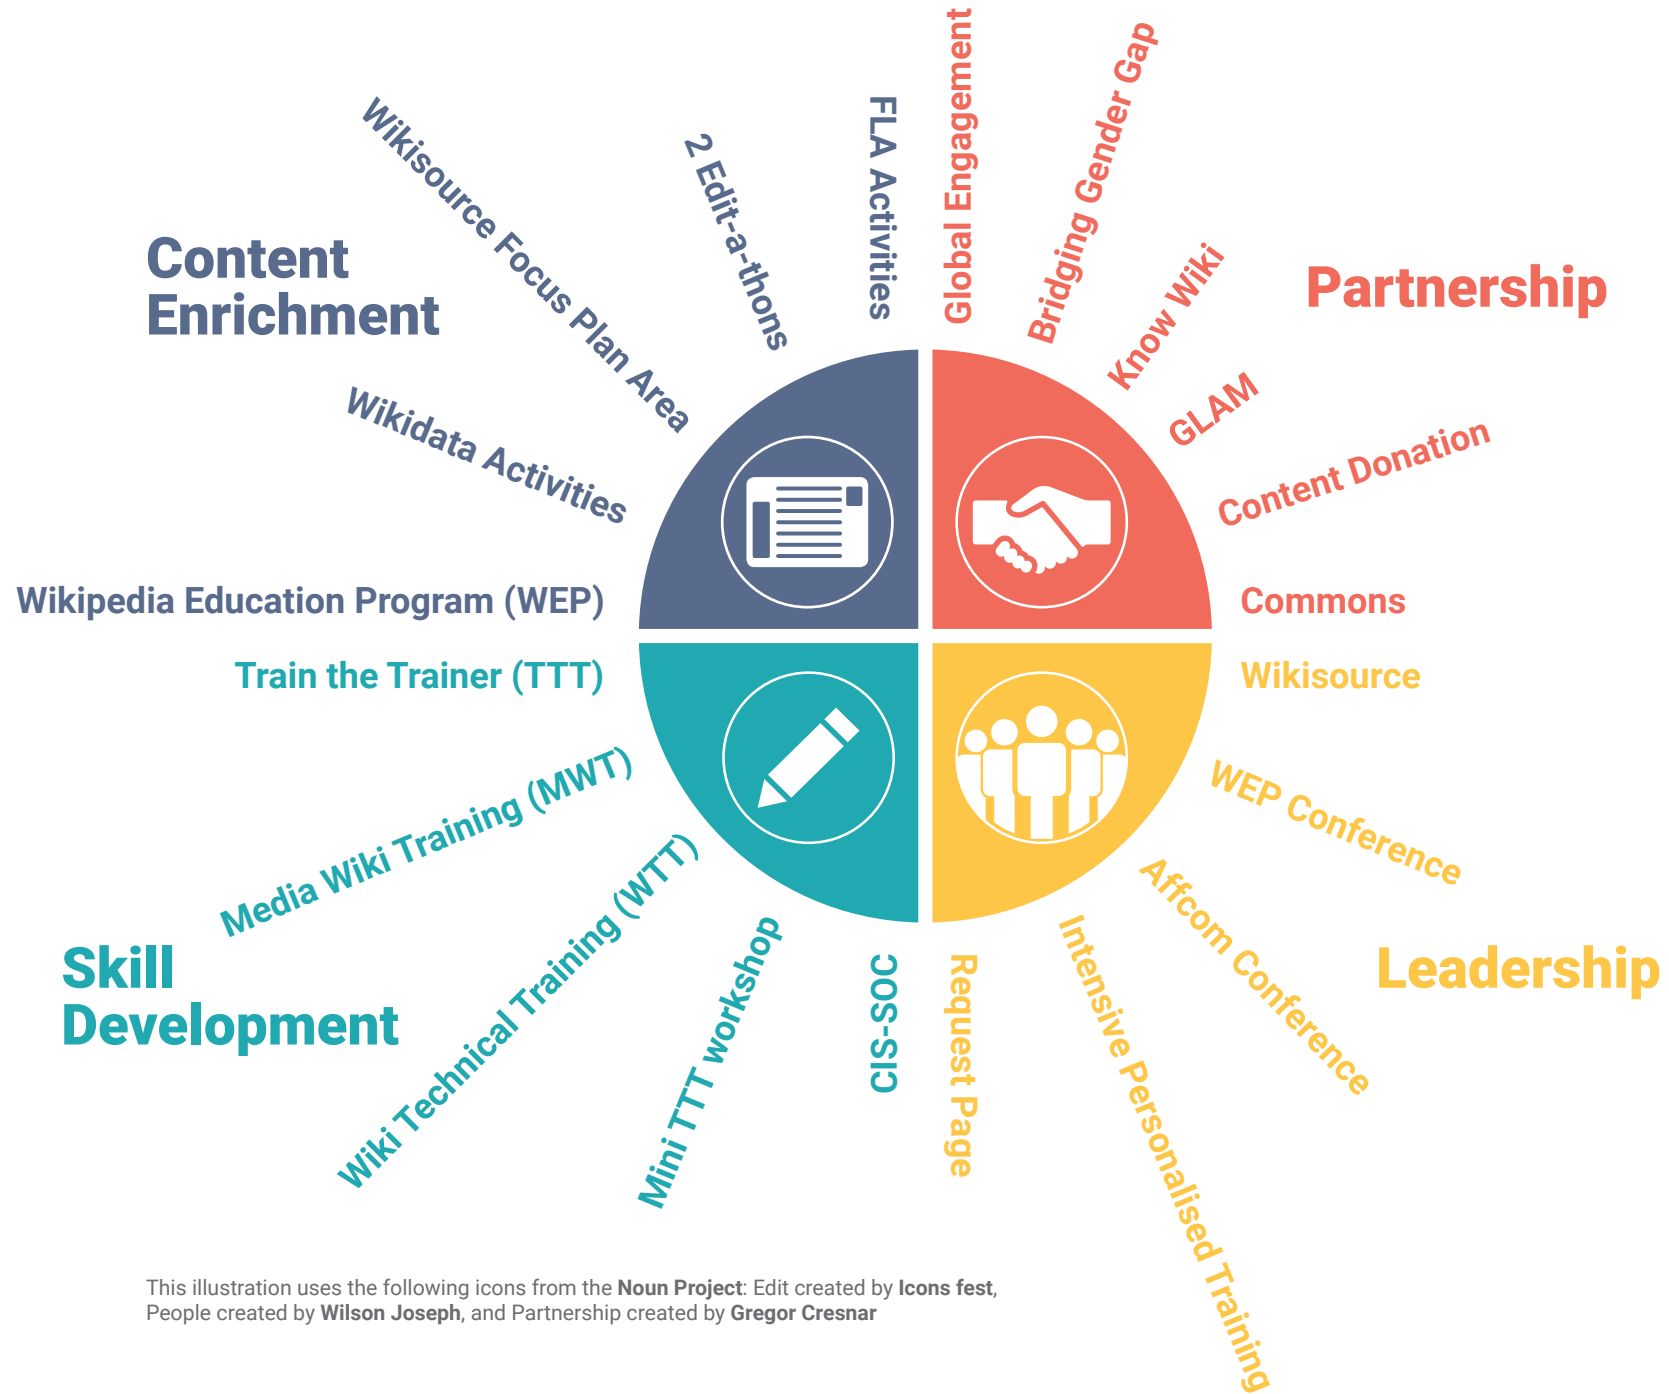 Content
Enrichment
Wikipedia Education Program (WEP)
Wikidata Activities
Wikisource Focus Plan Area
2 Edit-a-thons
FLA Activities
Partnership
Global Engagement
Bridging Gender Gap
Know Wiki
GLAM
Content Donation
Commons
Leadership
Wikisource
WEP Conference
Affcom Conference
Intensive Personalised Training
Request Page
Skill
Development
Train the Trainer (TTT)
Media Wiki Training (MWT)
Wiki Technical Training (WTT)
Mini TTT workshop
CIS-SOC
This illustration uses the following icons from the Noun Project: Edit created by Icons fest,
People created by Wilson Joseph, and Partnership created by Gregor Cresnar